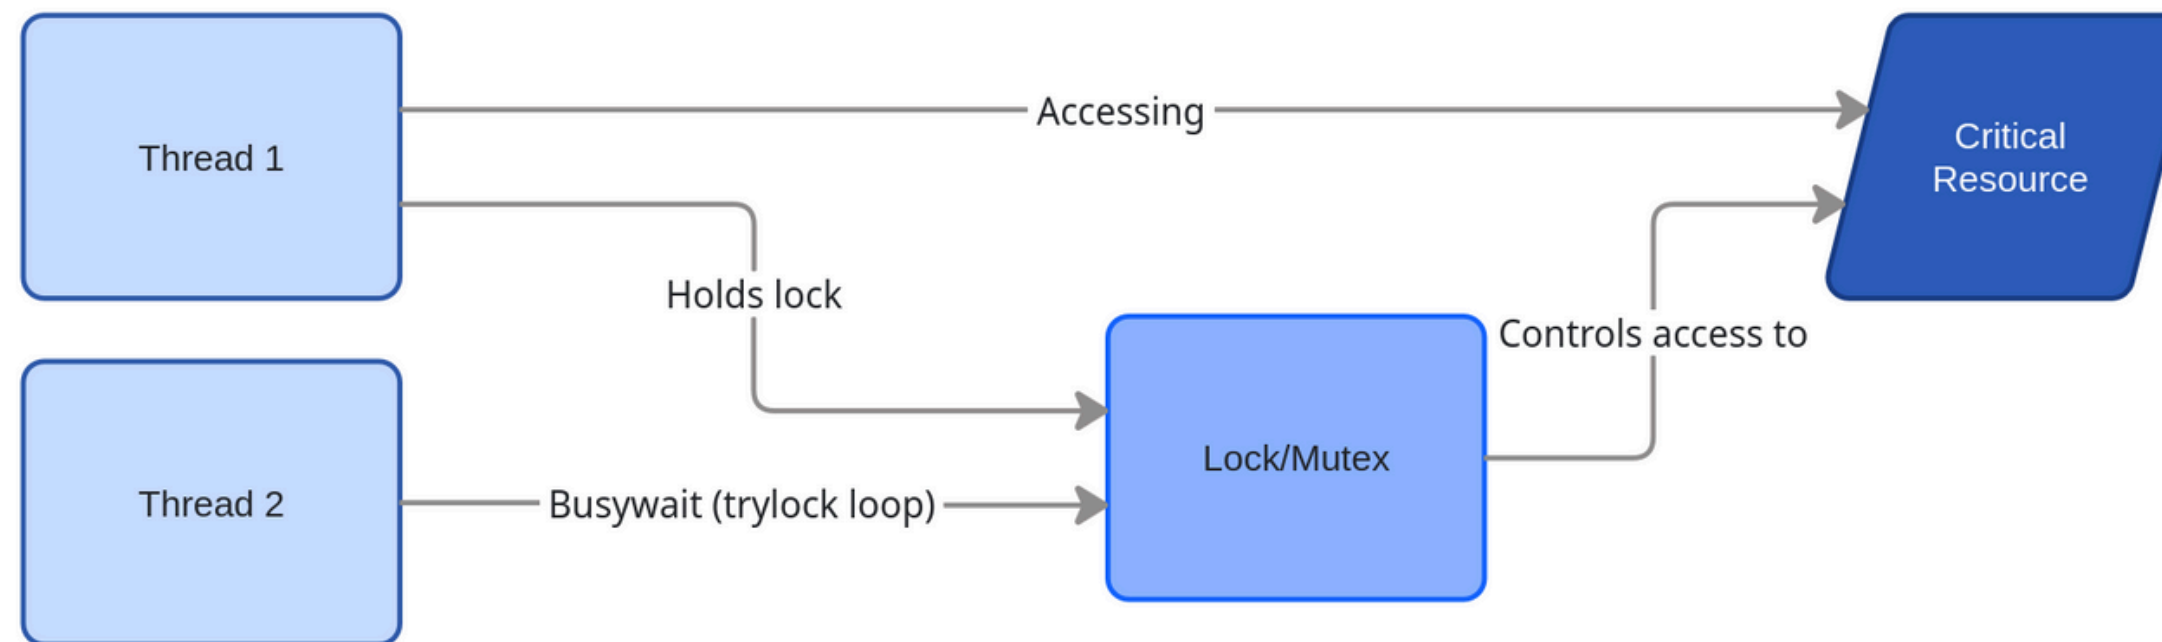 Thread 1
Accessing
Critical
Resource
Holds lock
Controls access to
Lock/Mutex
Thread 2
Busywait (trylock loop)